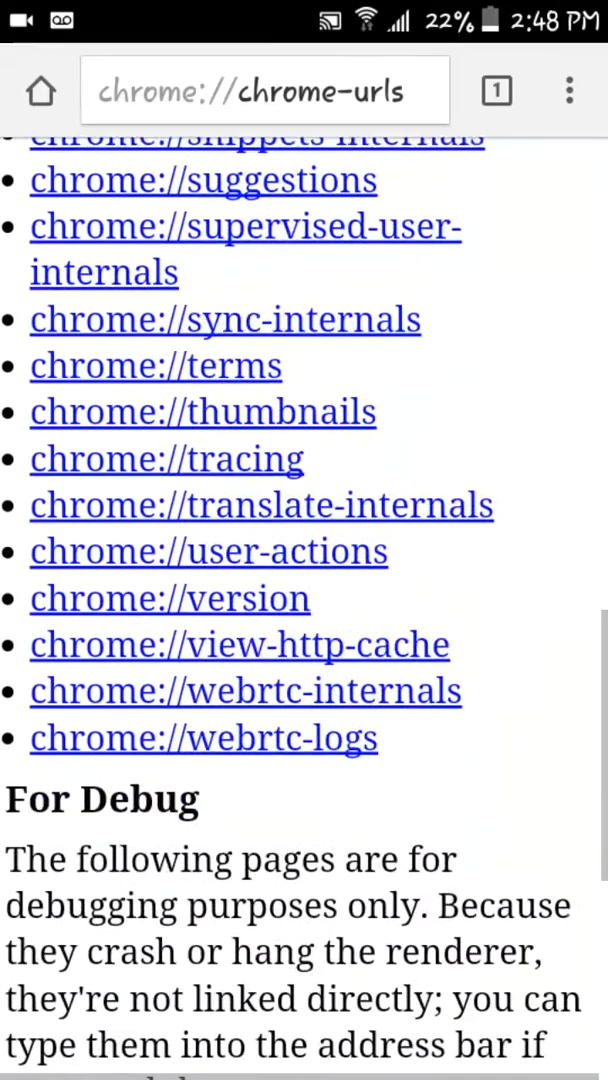 22% 2:48 PM
chrome://chrome-urls 1
chrome://snippets-internals
chrome://suggestions
chrome://supervised-user-
internals
chrome://sync-internals
chrome://terms
chrome://thumbnails
chrome://tracing
chrome://translate-internals
chrome://user-actions
chrome://version
chrome://view-http-cache
chrome://webrtc-internals
chrome://webrtc-logs
For Debug
The following pages are for
debugging purposes only. Because
they crash or hang the renderer,
they're not linked directly; you can
type them into the address bar if